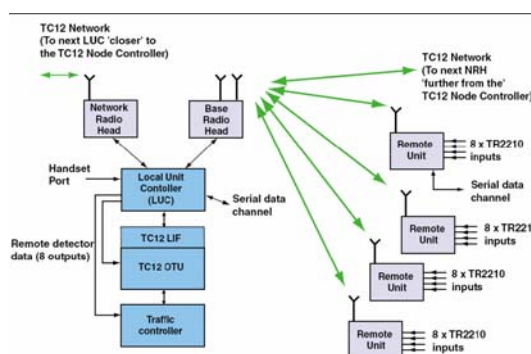 TC12 Network
(To next LUC 'closer' to
the TC12 Node Controller)
Network
Radio
Head
Base
Radio
Head
TC12 Network
(To next NRH
'further from the'
TC12 Node Controller)
Handset
Port
Local Unit
Contoller
(LUC)
Serial data
channel
Remote detector
data (8 outputs)
TC12 LIF
TC12 OTU
Traffic
controller
Remote
Unit
8 x TR2210
inputs
Serial data
channel
Remote
Unit
8 x TR221
inputs
Remote
Unit
8 x TR2210
inputs
Remote
Unit
8 x TR2210
inputs